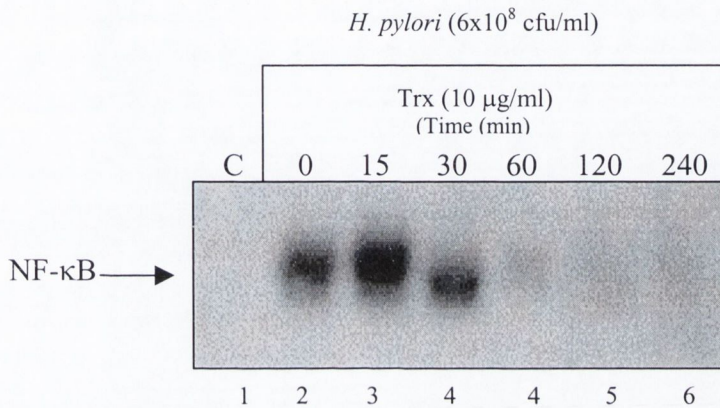 H. pylori (6x10⁸ cfu/ml)
Trx (10 μg/ml)
(Time (min)
C 0 15 30 60 120 240
NF-κB
1 2 3 4 4 5 6